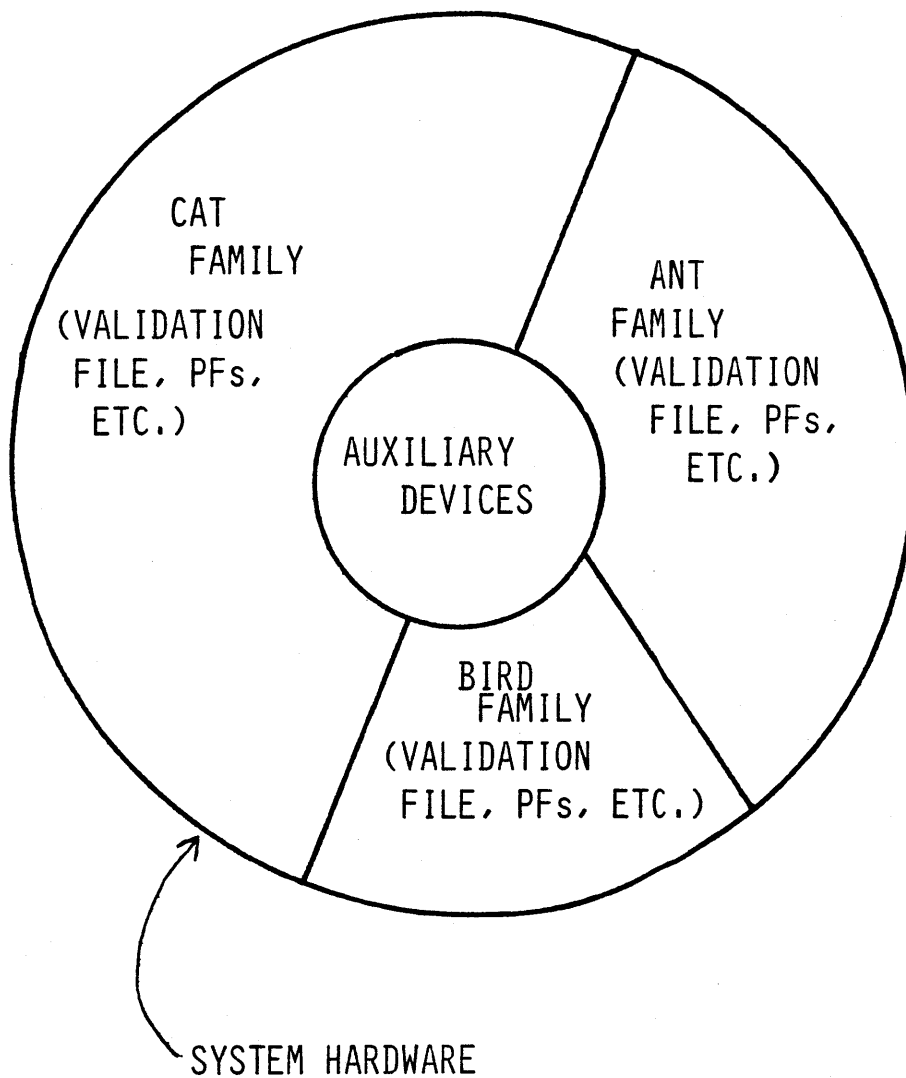 CAT
FAMILY
(VALIDATION
FILE, PFs,
ETC.)
ANT
FAMILY
(VALIDATION
FILE, PFs,
ETC.)
AUXILIARY
DEVICES
BIRD
FAMILY
(VALIDATION
FILE, PFs, ETC.)
SYSTEM HARDWARE